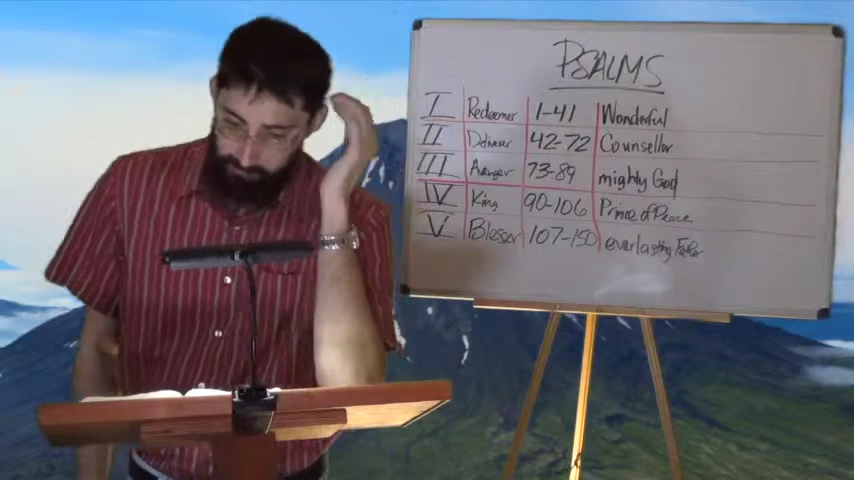 PSALMS
I Redeemer 1-41 Wonderful
II Deliverer 42-72 Counsellor
III Avenger 73-89 mighty God
IV King 90-106 Prince of Peace
V Blesser 107-150 everlasting Father